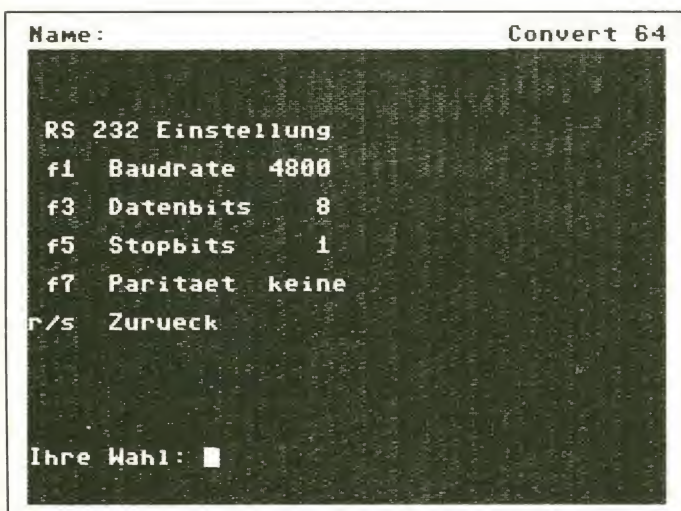 Name: Convert 64
RS 232 Einstellung
f1 Baudrate 4800
f3 Datenbits 8
f5 Stopbits 1
f7 Paritaet keine
r/s Zurueck
Ihre Wahl: